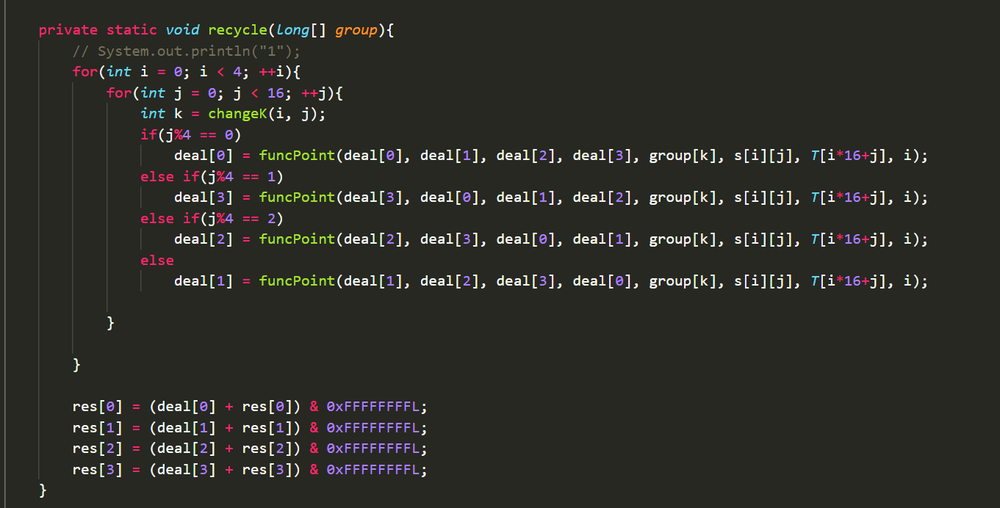 private static void recycle(long[] group){
    // System.out.println("1");
    for(int i = 0; i < 4; ++i){
        for(int j = 0; j < 16; ++j){
            int k = changeK(i, j);
            if(j%4 == 0)
                deal[0] = funcPoint(deal[0], deal[1], deal[2], deal[3], group[k], s[i][j], T[i*16+j], i);
            else if(j%4 == 1)
                deal[3] = funcPoint(deal[3], deal[0], deal[1], deal[2], group[k], s[i][j], T[i*16+j], i);
            else if(j%4 == 2)
                deal[2] = funcPoint(deal[2], deal[3], deal[0], deal[1], group[k], s[i][j], T[i*16+j], i);
            else
                deal[1] = funcPoint(deal[1], deal[2], deal[3], deal[0], group[k], s[i][j], T[i*16+j], i);
        }
    }
    res[0] = (deal[0] + res[0]) & 0xFFFFFFFFL;
    res[1] = (deal[1] + res[1]) & 0xFFFFFFFFL;
    res[2] = (deal[2] + res[2]) & 0xFFFFFFFFL;
    res[3] = (deal[3] + res[3]) & 0xFFFFFFFFL;
}